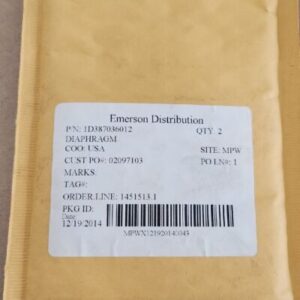 Emerson Distribution
P/N: 1D387036012 QTY: 2
DIAPHRAGM
COO: USA SITE: MPW
CUST PO#: 02097103 PO LN#: 1
MARKS:
TAG#:
ORDER/LINE: 1451513.1
PKG ID:
Date:
12/19/2014